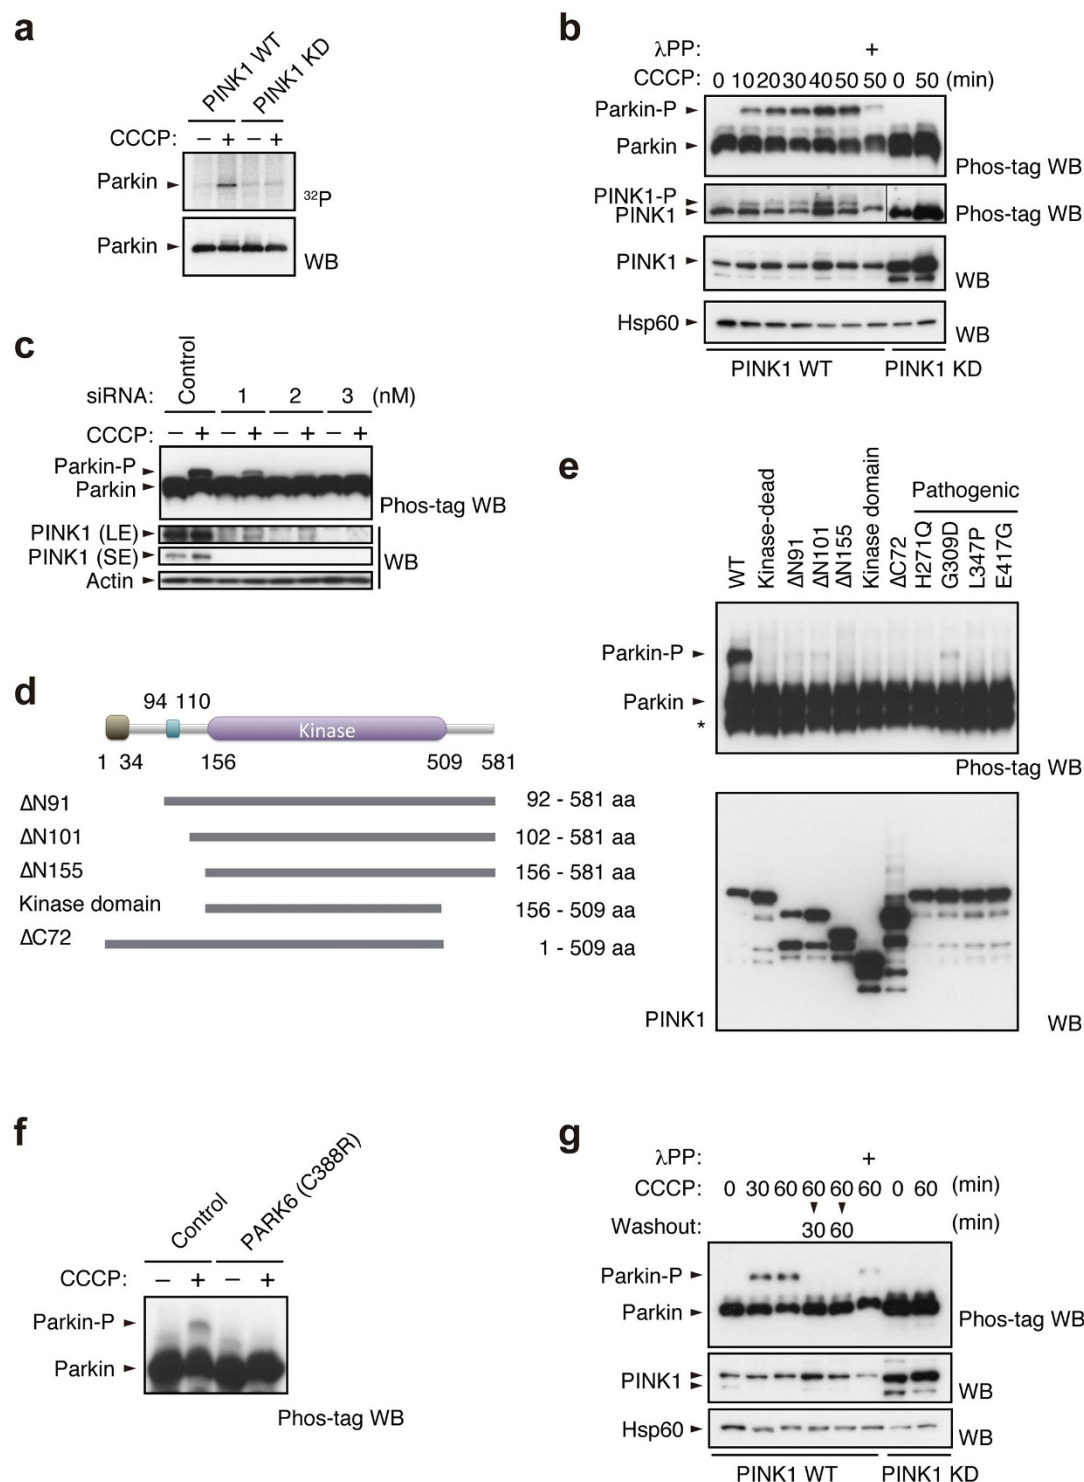 a
PINK1 WT
PINK1 KD
CCCP: – + – +
Parkin
32P
Parkin
WB
b
λPP: +
CCCP: 0 10 20 30 40 50 50 0 50 (min)
Parkin-P
Parkin
Phos-tag WB
PINK1-P
PINK1
Phos-tag WB
PINK1
WB
Hsp60
WB
PINK1 WT PINK1 KD
c
Control
siRNA: 1 2 3 (nM)
CCCP: – + – + – + – +
Parkin-P
Parkin
Phos-tag WB
PINK1 (LE)
PINK1 (SE)
WB
Actin
d
94 110
Kinase
1 34 156 509 581
ΔN91 92 - 581 aa
ΔN101 102 - 581 aa
ΔN155 156 - 581 aa
Kinase domain 156 - 509 aa
ΔC72 1 - 509 aa
e
Pathogenic
WT
Kinase-dead
ΔN91
ΔN101
ΔN155
Kinase domain
ΔC72
H271Q
G309D
L347P
E417G
Parkin-P
Parkin
*
Phos-tag WB
PINK1
WB
f
Control
PARK6 (C388R)
CCCP: – + – +
Parkin-P
Parkin
Phos-tag WB
g
λPP: +
CCCP: 0 30 60 60 60 60 0 60 (min)
Washout: 30 60 (min)
Parkin-P
Parkin
Phos-tag WB
PINK1
WB
Hsp60
WB
PINK1 WT PINK1 KD